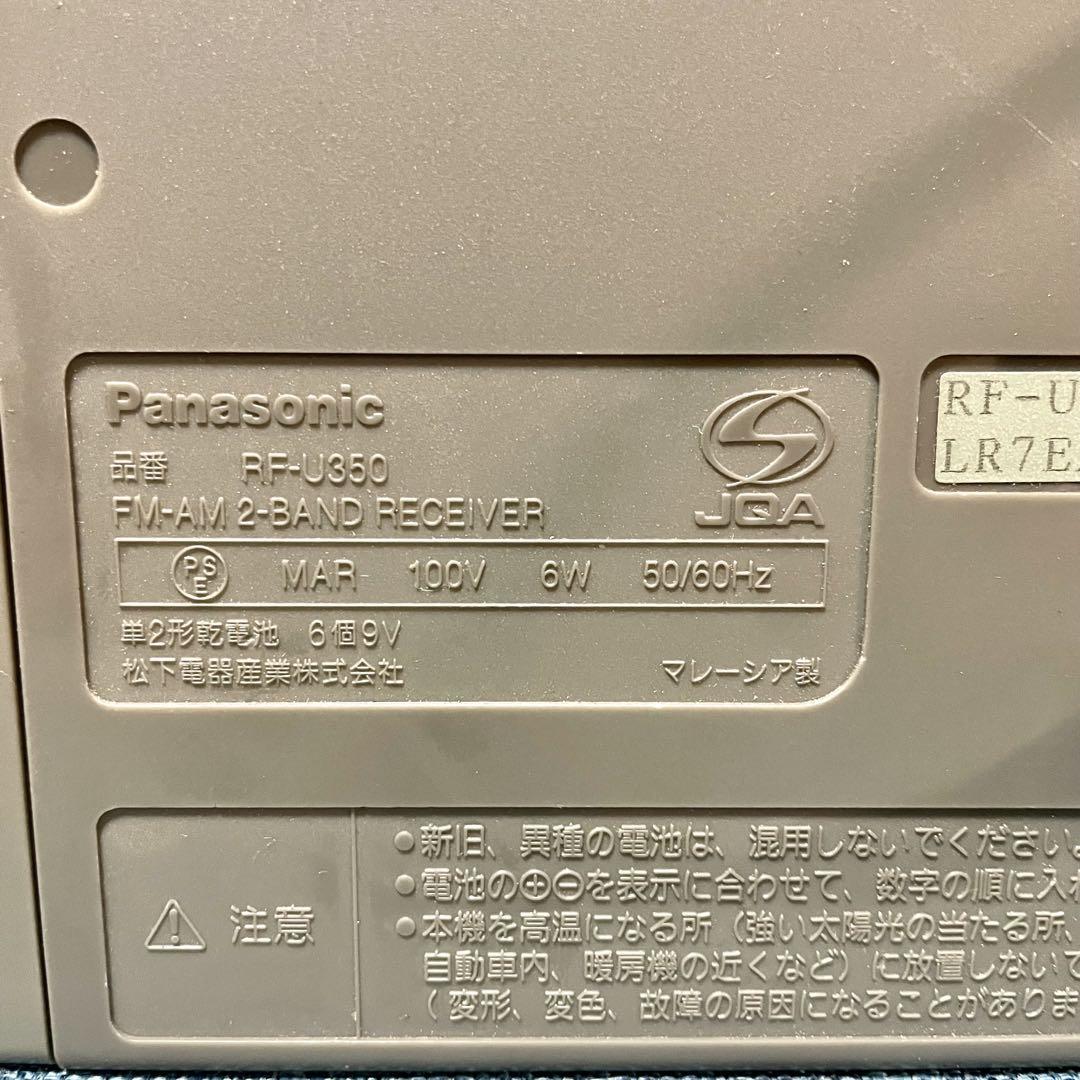 Panasonic
品番 RF-U350
FM-AM 2-BAND RECEIVER
JQA
PSE MAR 100V 6W 50/60Hz
単2形乾電池 6個9V
松下電器産業株式会社 マレーシア製
RF-U
LR7E
注意
●新旧、異種の電池は、混用しないでください
●電池の⊕⊖を表示に合わせて、数字の順に入
●本機を高温になる所（強い太陽光の当たる所、
自動車内、暖房機の近くなど）に放置しないで
（変形、変色、故障の原因になることがありま